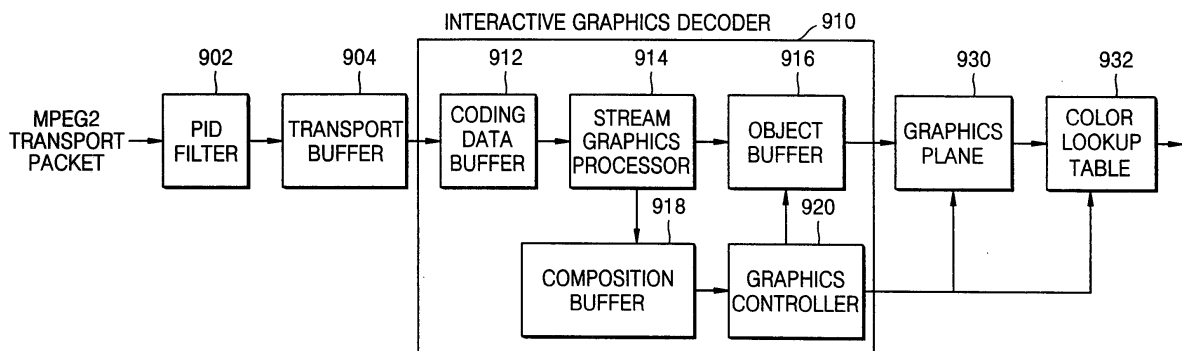 INTERACTIVE GRAPHICS DECODER
910
902
904
912
914
916
930
932
MPEG2
TRANSPORT
PACKET
PID
FILTER
TRANSPORT
BUFFER
CODING
DATA
BUFFER
STREAM
GRAPHICS
PROCESSOR
OBJECT
BUFFER
GRAPHICS
PLANE
COLOR
LOOKUP
TABLE
918
920
COMPOSITION
BUFFER
GRAPHICS
CONTROLLER